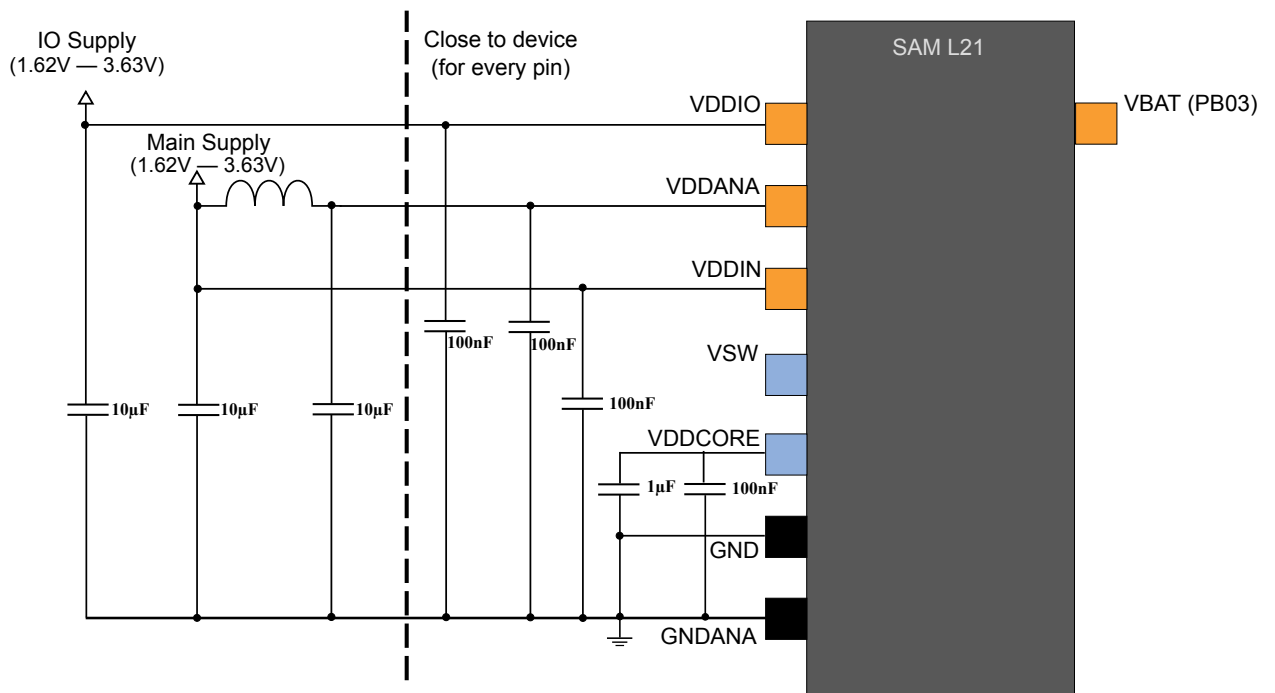 IO Supply
(1.62V — 3.63V)
Close to device
(for every pin)
SAM L21
VDDIO
VBAT (PB03)
Main Supply
(1.62V — 3.63V)
VDDANA
VDDIN
100nF
100nF
VSW
10µF
10µF
10µF
100nF
VDDCORE
1µF
100nF
GND
GNDANA